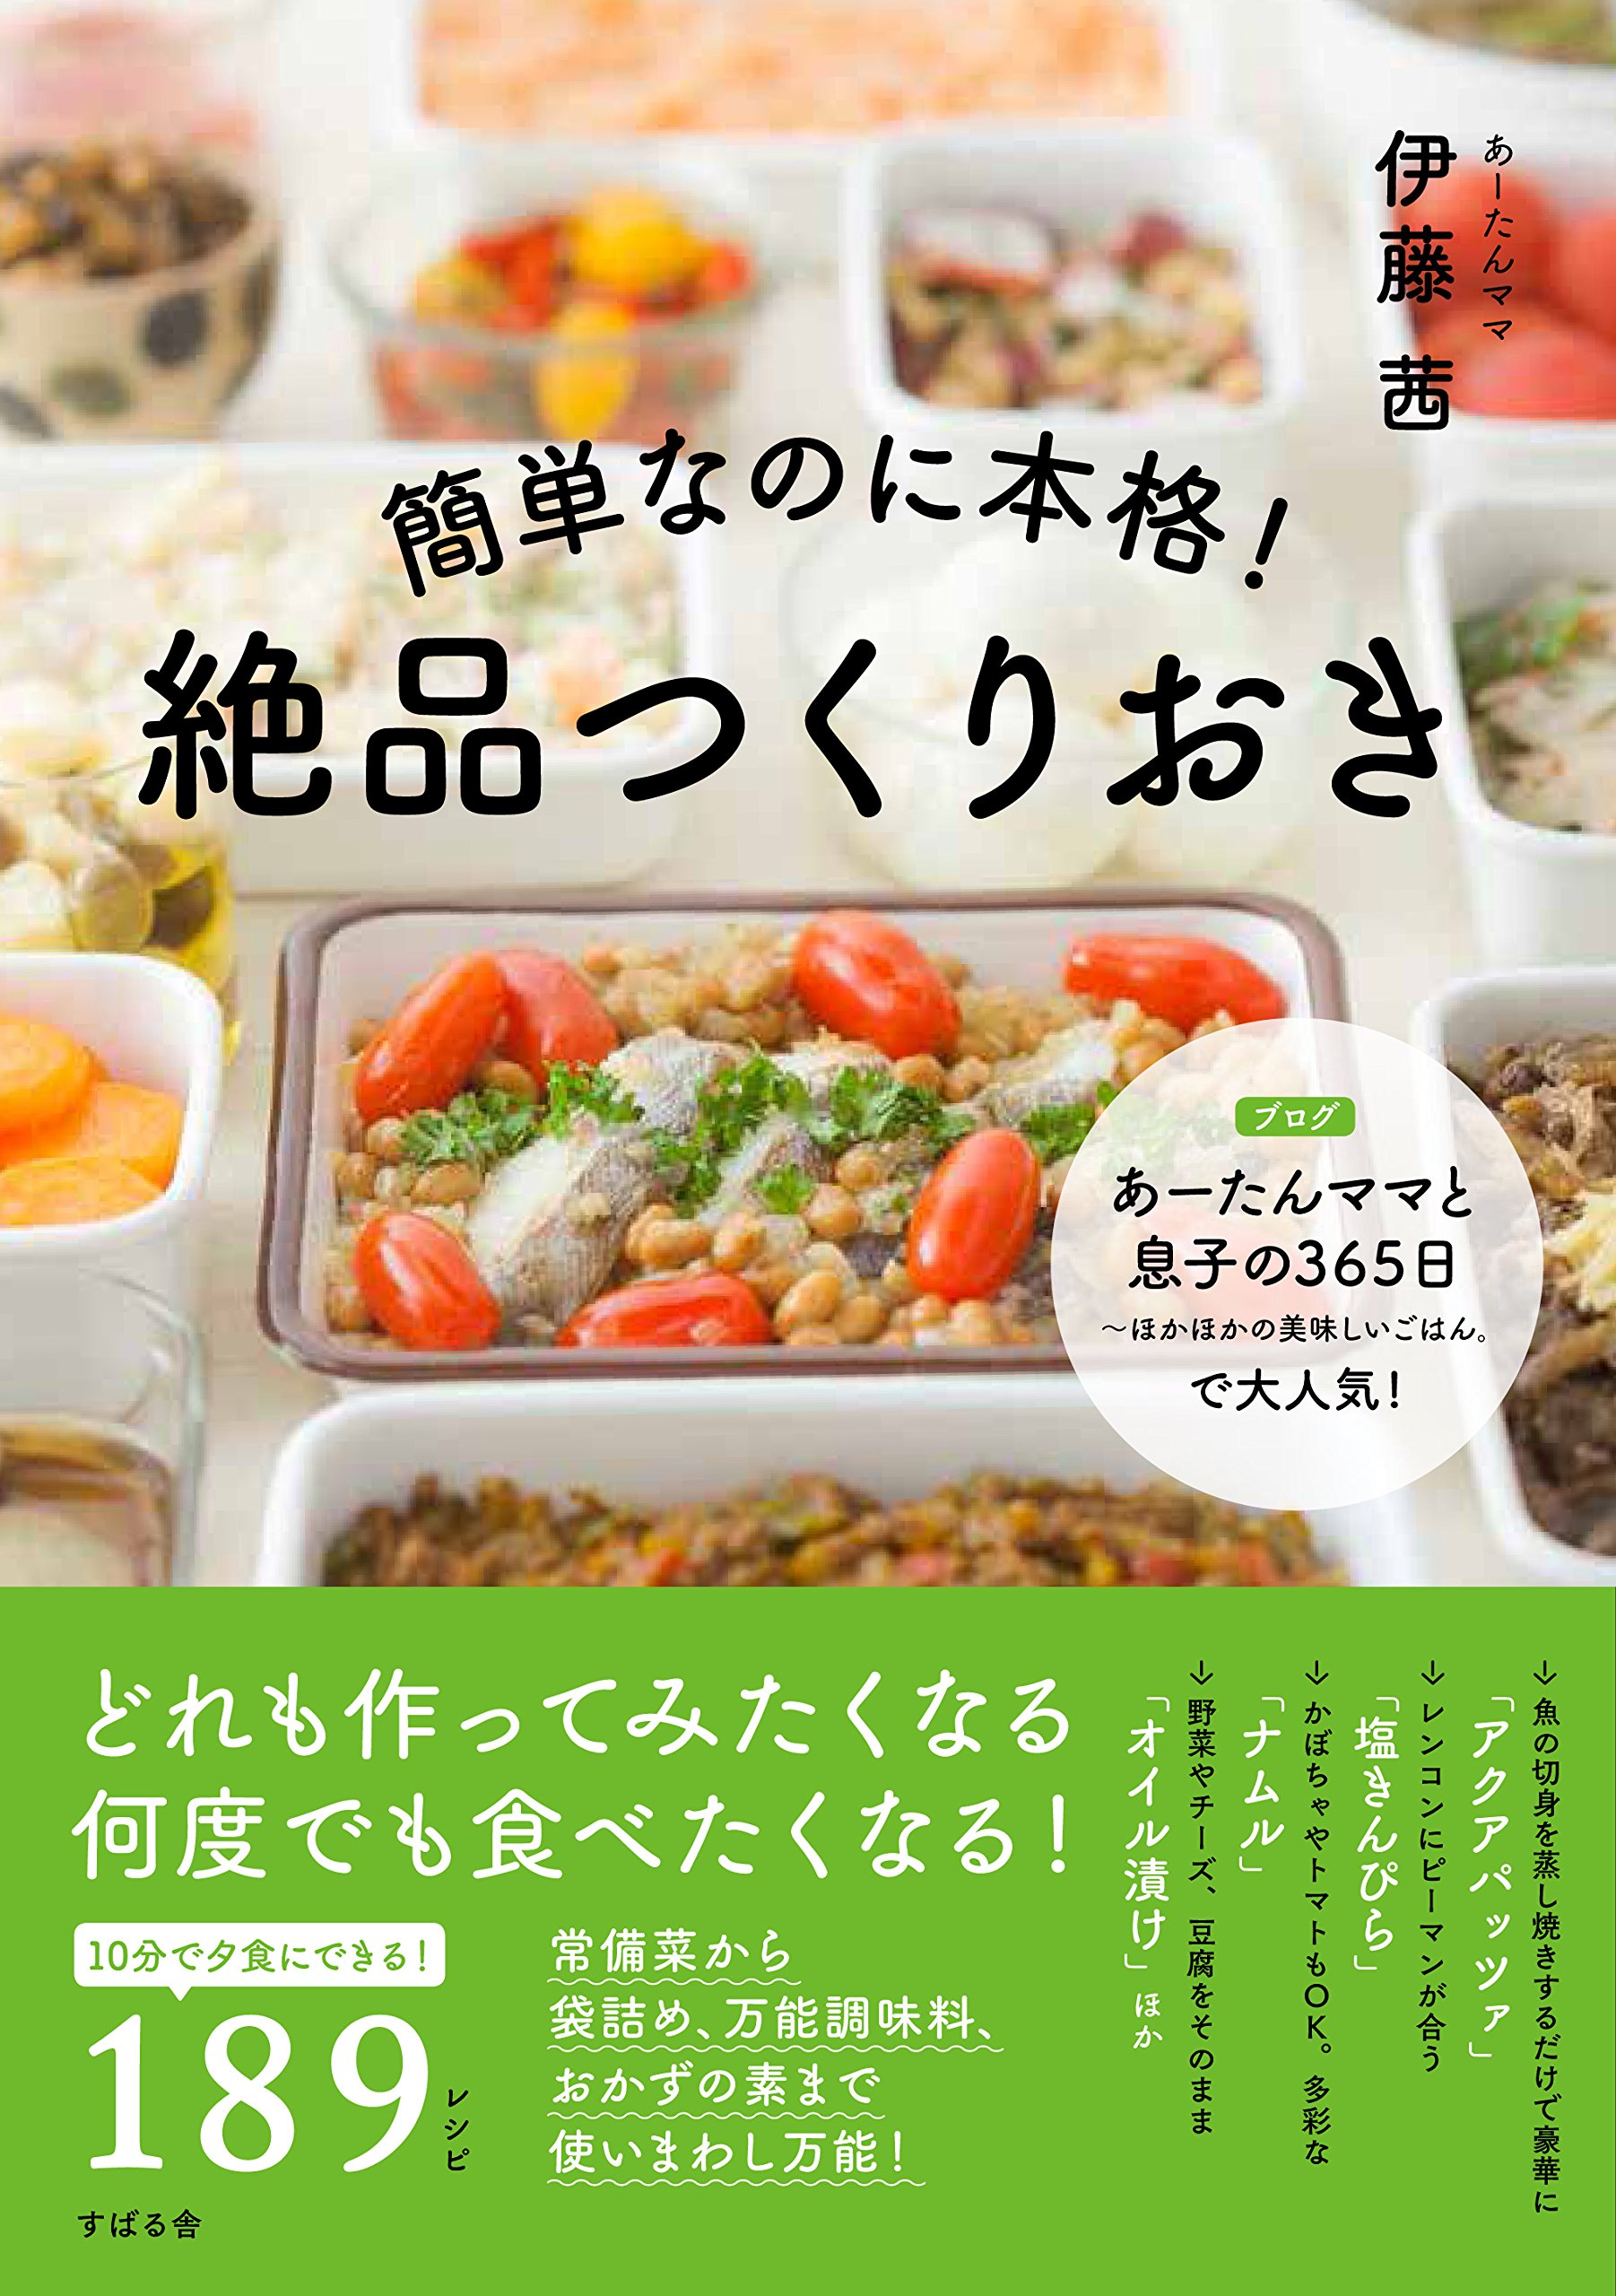 あーたんママ
伊藤 茜
簡単なのに本格!
絶品つくりおき
ブログ
あーたんママと
息子の365日
～ほかほかの美味しいごはん。
で大人気!
どれも作ってみたくなる
何度でも食べたくなる!
10分で夕食にできる!
189レシピ
常備菜から
袋詰め、万能調味料、
おかずの素まで
使いまわし万能!
↓魚の切身を蒸し焼きするだけで豪華に
「アクアパッツァ」
↓レンコンにピーマンが合う
「塩きんぴら」
↓かぼちゃやトマトもOK。多彩な
「ナムル」
↓野菜やチーズ、豆腐をそのまま
「オイル漬け」ほか
すばる舎